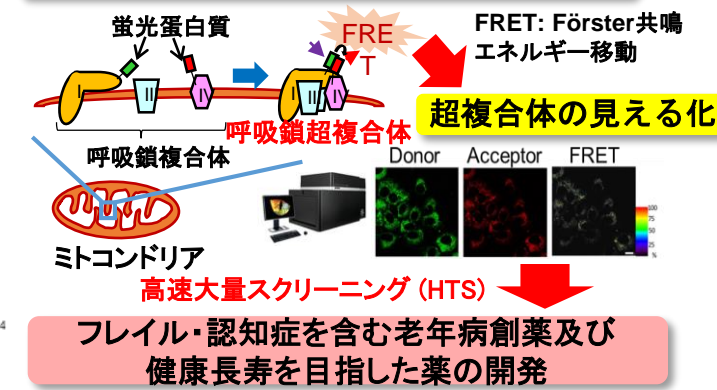 蛍光蛋白質
FRE
T
FRET: Förster共鳴
エネルギー移動
I
III
IV
I
III
IV
超複合体の見える化
呼吸鎖超複合体
呼吸鎖複合体
Donor
Acceptor
FRET
100
75
50
25
%
ミトコンドリア
高速大量スクリーニング (HTS)
4
フレイル・認知症を含む老年病創薬及び
健康長寿を目指した薬の開発